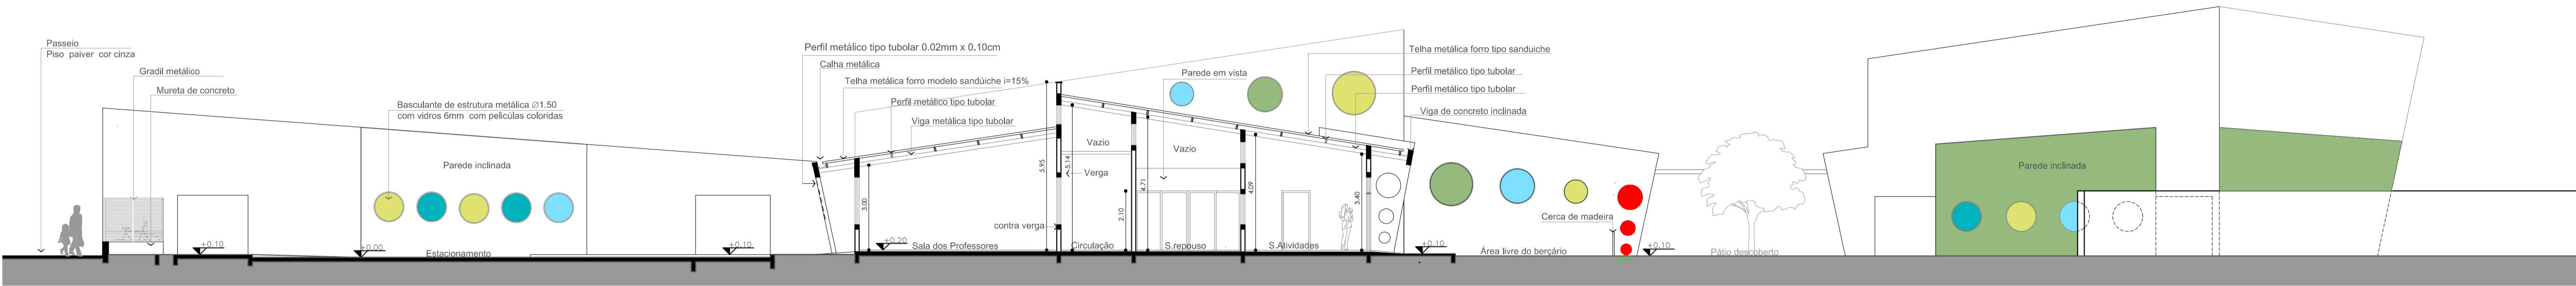 Passeio
Piso paiver cor cinza
Gradil metálico
Mureta de concreto
Basculante de estrutura metálica ∅1.50
com vidros 6mm com películas coloridas
Parede inclinada
+0.10
+0.00
Estacionamento
+0.10
Perfil metálico tipo tubolar 0.02mm x 0.10cm
Calha metálica
Telha metálica forro modelo sandúiche i=15%
Perfil metálico tipo tubolar
Viga metálica tipo tubolar
3.00
+0.20
Sala dos Professores
contra verga
5.95
5.14
Vazio
Verga
Circulação
2.10
4.71
Parede em vista
Vazio
S.repouso
4.09
S.Atividades
3.40
Telha metálica forro tipo sanduiche
Perfil metálico tipo tubolar
Perfil metálico tipo tubolar
Viga de concreto inclinada
+0.10
Cerca de madeira
Área livre do berçário
+0.10
Pátio descoberto
Parede inclinada